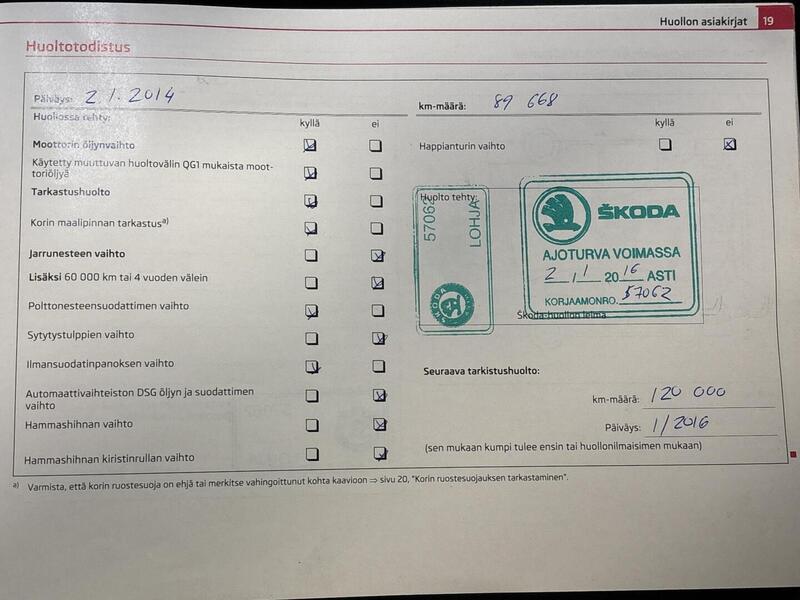 Huollon asiakirjat 19
Huoltotodistus
Päiväys: 2.1.2014
km-määrä: 89 668
Huollossa tehty:
kyllä ei
kyllä ei
Moottorin öljynvaihto
Happianturin vaihto
Käytetty muuttuvan huoltovälin QG1 mukaista moot-
toriöljyä
Tarkastushuolto
Korin maalipinnan tarkastus a)
Jarrunesteen vaihto
Lisäksi 60 000 km tai 4 vuoden välein
Polttonesteensuodattimen vaihto
Sytytystulppien vaihto
Ilmansuodatinpanoksen vaihto
Automaattivaihteiston DSG öljyn ja suodattimen
vaihto
Hammashihnan vaihto
Hammashihnan kiristinrullan vaihto
Huolto tehty:
57062
LOHJA
SKODA
ŠKODA
AJOTURVA VOIMASSA
2 / 1 2016 ASTI
KORJAAMONRO. 57062
Škoda-huollon leima
Seuraava tarkistushuolto:
km-määrä: 120 000
Päiväys: 1/2016
(sen mukaan kumpi tulee ensin tai huollonilmaisimen mukaan)
a) Varmista, että korin ruostesuoja on ehjä tai merkitse vahingoittunut kohta kaavioon ⇒ sivu 20, "Korin ruostesuojauksen tarkastaminen".